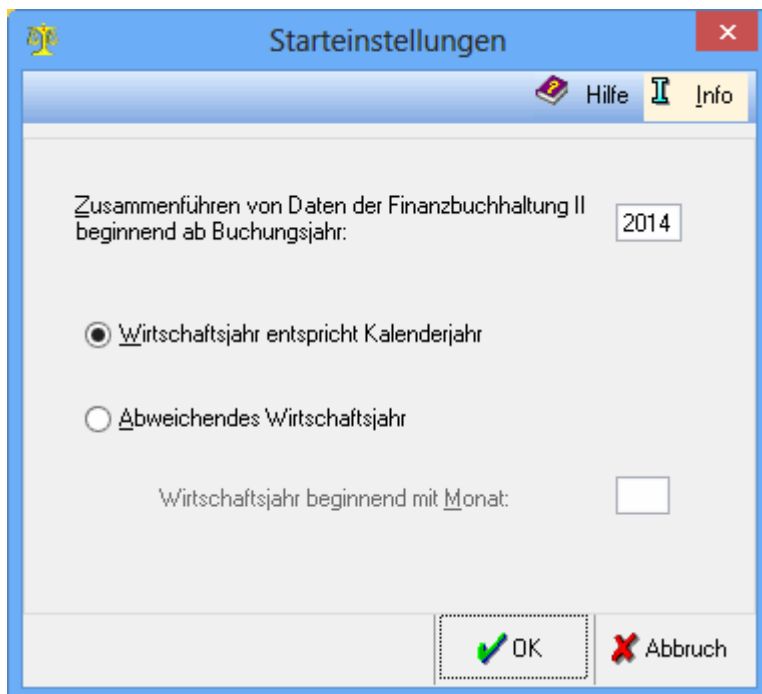 Starteinstellungen
Hilfe Info
Zusammenführen von Daten der Finanzbuchhaltung II
beginnend ab Buchungsjahr:
2014
Wirtschaftsjahr entspricht Kalenderjahr
Abweichendes Wirtschaftsjahr
Wirtschaftsjahr beginnend mit Monat:
OK Abbruch